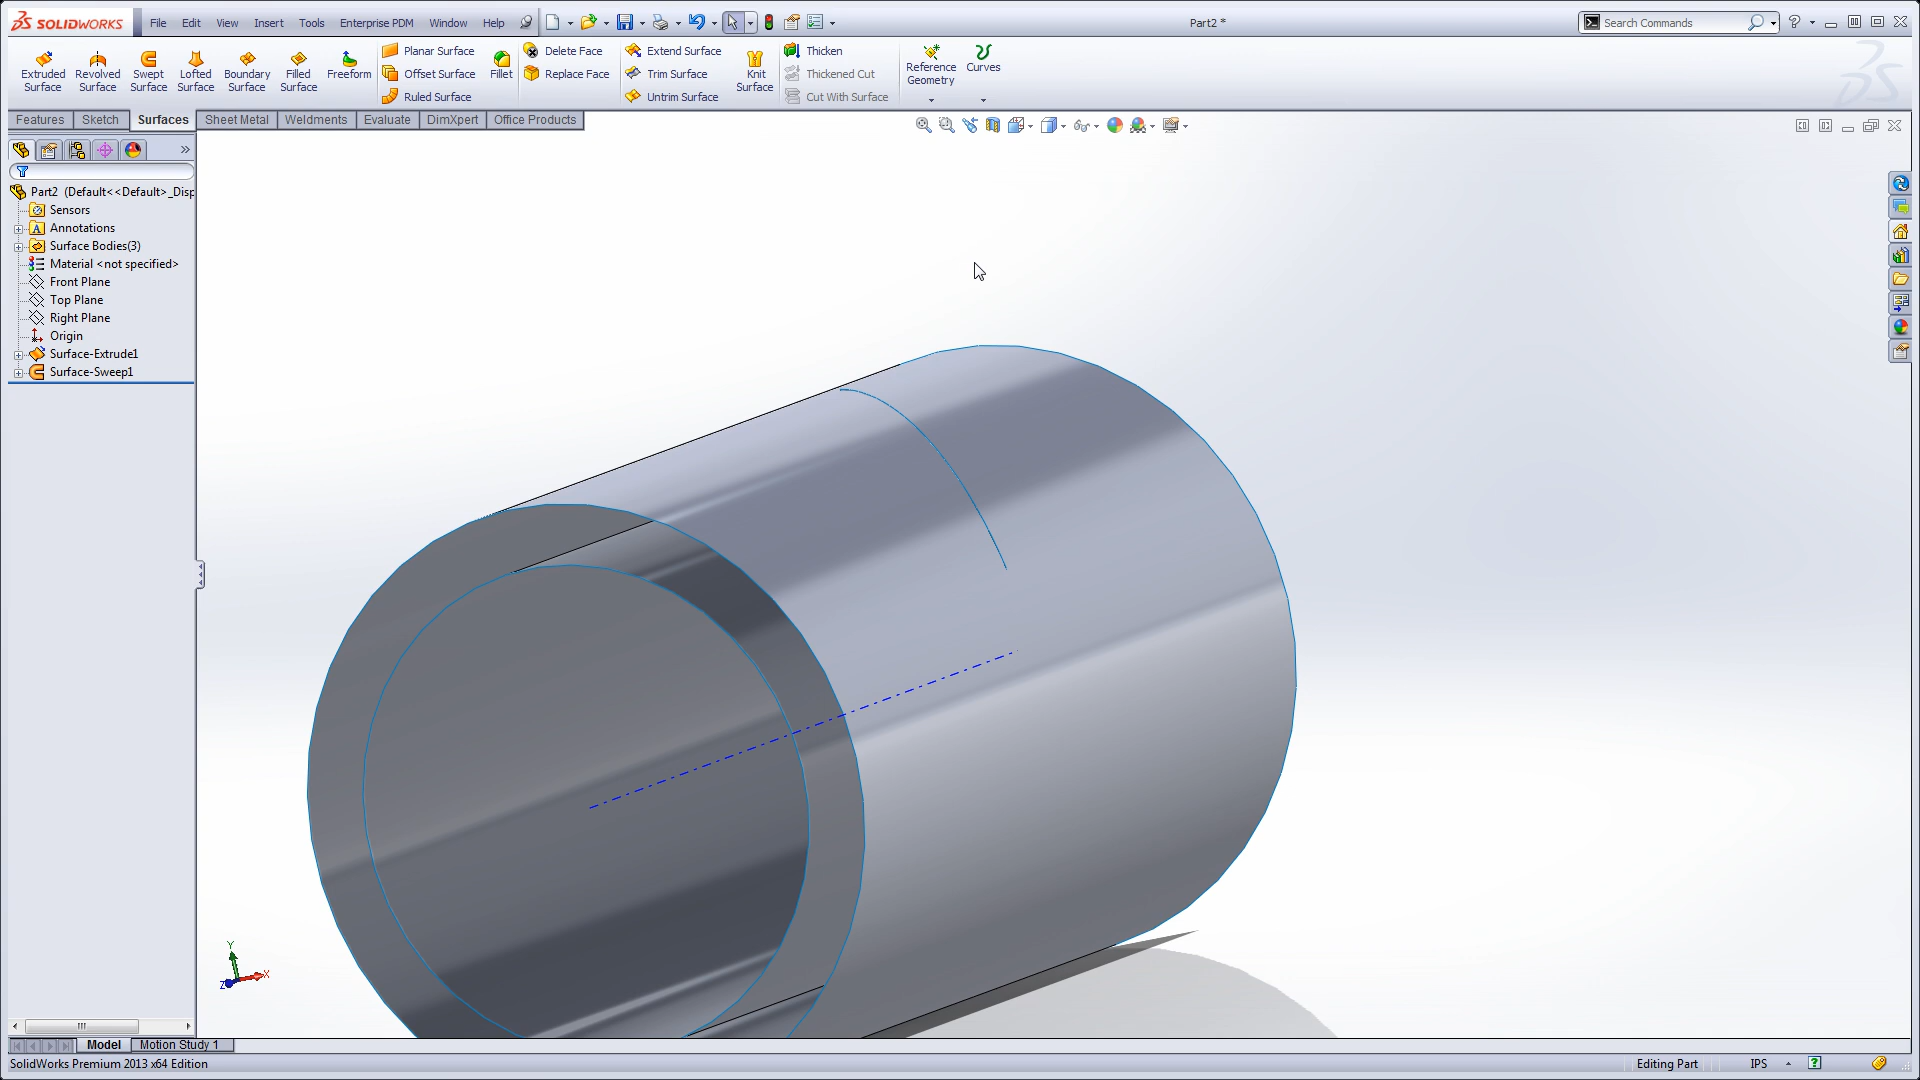 SOLIDWORKS File Edit View Insert Tools Enterprise PDM Window Help Part2 * Search Commands ?
Extruded Surface
Revolved Surface
Swept Surface
Lofted Surface
Boundary Surface
Filled Surface
Freeform
Planar Surface
Offset Surface
Ruled Surface
Fillet
Delete Face
Replace Face
Extend Surface
Trim Surface
Untrim Surface
Knit Surface
Thicken
Thickened Cut
Cut With Surface
Reference Geometry
Curves
Features Sketch Surfaces Sheet Metal Weldments Evaluate DimXpert Office Products
Part2 (Default<<Default>_Disp
Sensors
Annotations
Surface Bodies(3)
Material <not specified>
Front Plane
Top Plane
Right Plane
Origin
Surface-Extrude1
Surface-Sweep1
Y
X
Z
Model Motion Study 1
SolidWorks Premium 2013 x64 Edition Editing Part IPS ?